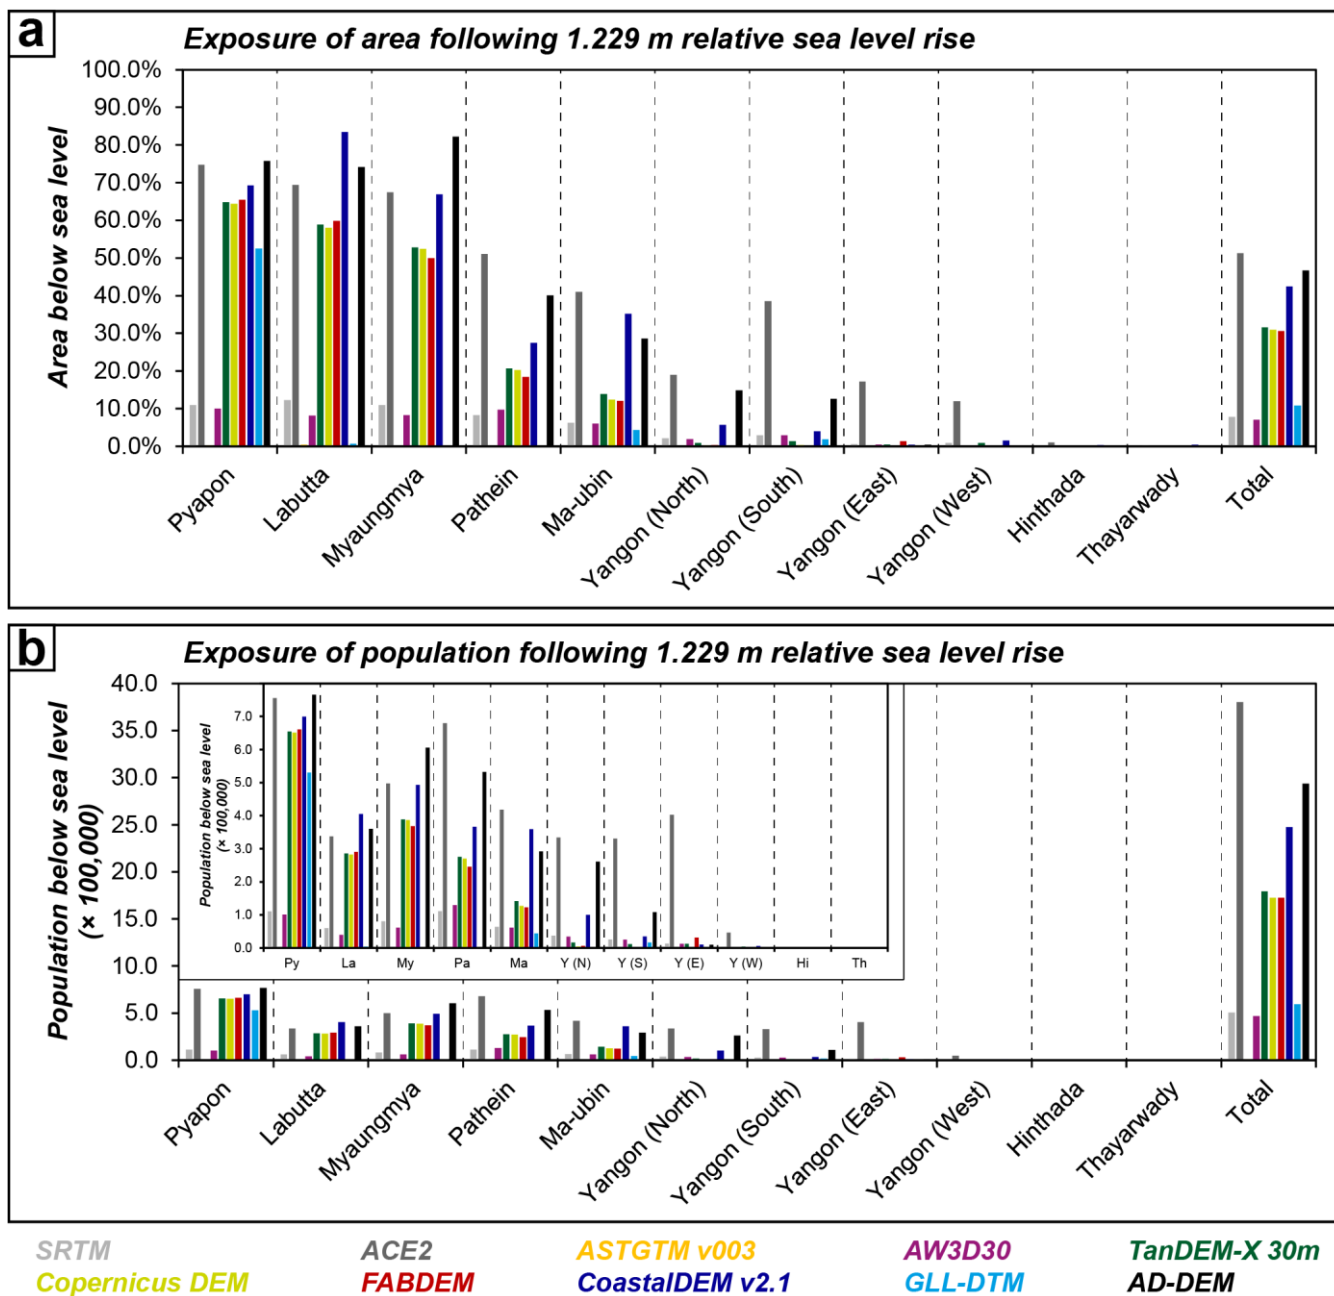 a
Exposure of area following 1.229 m relative sea level rise
Area below sea level
100.0%
90.0%
80.0%
70.0%
60.0%
50.0%
40.0%
30.0%
20.0%
10.0%
0.0%
Pyapon
Labutta
Myaungmya
Pathein
Ma-ubin
Yangon (North)
Yangon (South)
Yangon (East)
Yangon (West)
Hinthada
Thayarwady
Total
b
Exposure of population following 1.229 m relative sea level rise
Population below sea level
(× 100,000)
40.0
35.0
30.0
25.0
20.0
15.0
10.0
5.0
0.0
Population below sea level
(× 100,000)
7.0
6.0
5.0
4.0
3.0
2.0
1.0
0.0
Py La My Pa Ma Y (N) Y (S) Y (E) Y (W) Hi Th
Pyapon
Labutta
Myaungmya
Pathein
Ma-ubin
Yangon (North)
Yangon (South)
Yangon (East)
Yangon (West)
Hinthada
Thayarwady
Total
SRTM ACE2 ASTGTM v003 AW3D30 TanDEM-X 30m
Copernicus DEM FABDEM CoastalDEM v2.1 GLL-DTM AD-DEM